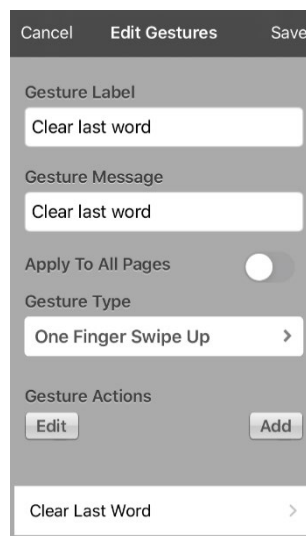 Cancel Edit Gestures Save
Gesture Label
Clear last word
Gesture Message
Clear last word
Apply To All Pages
Gesture Type
One Finger Swipe Up
Gesture Actions
Edit Add
Clear Last Word